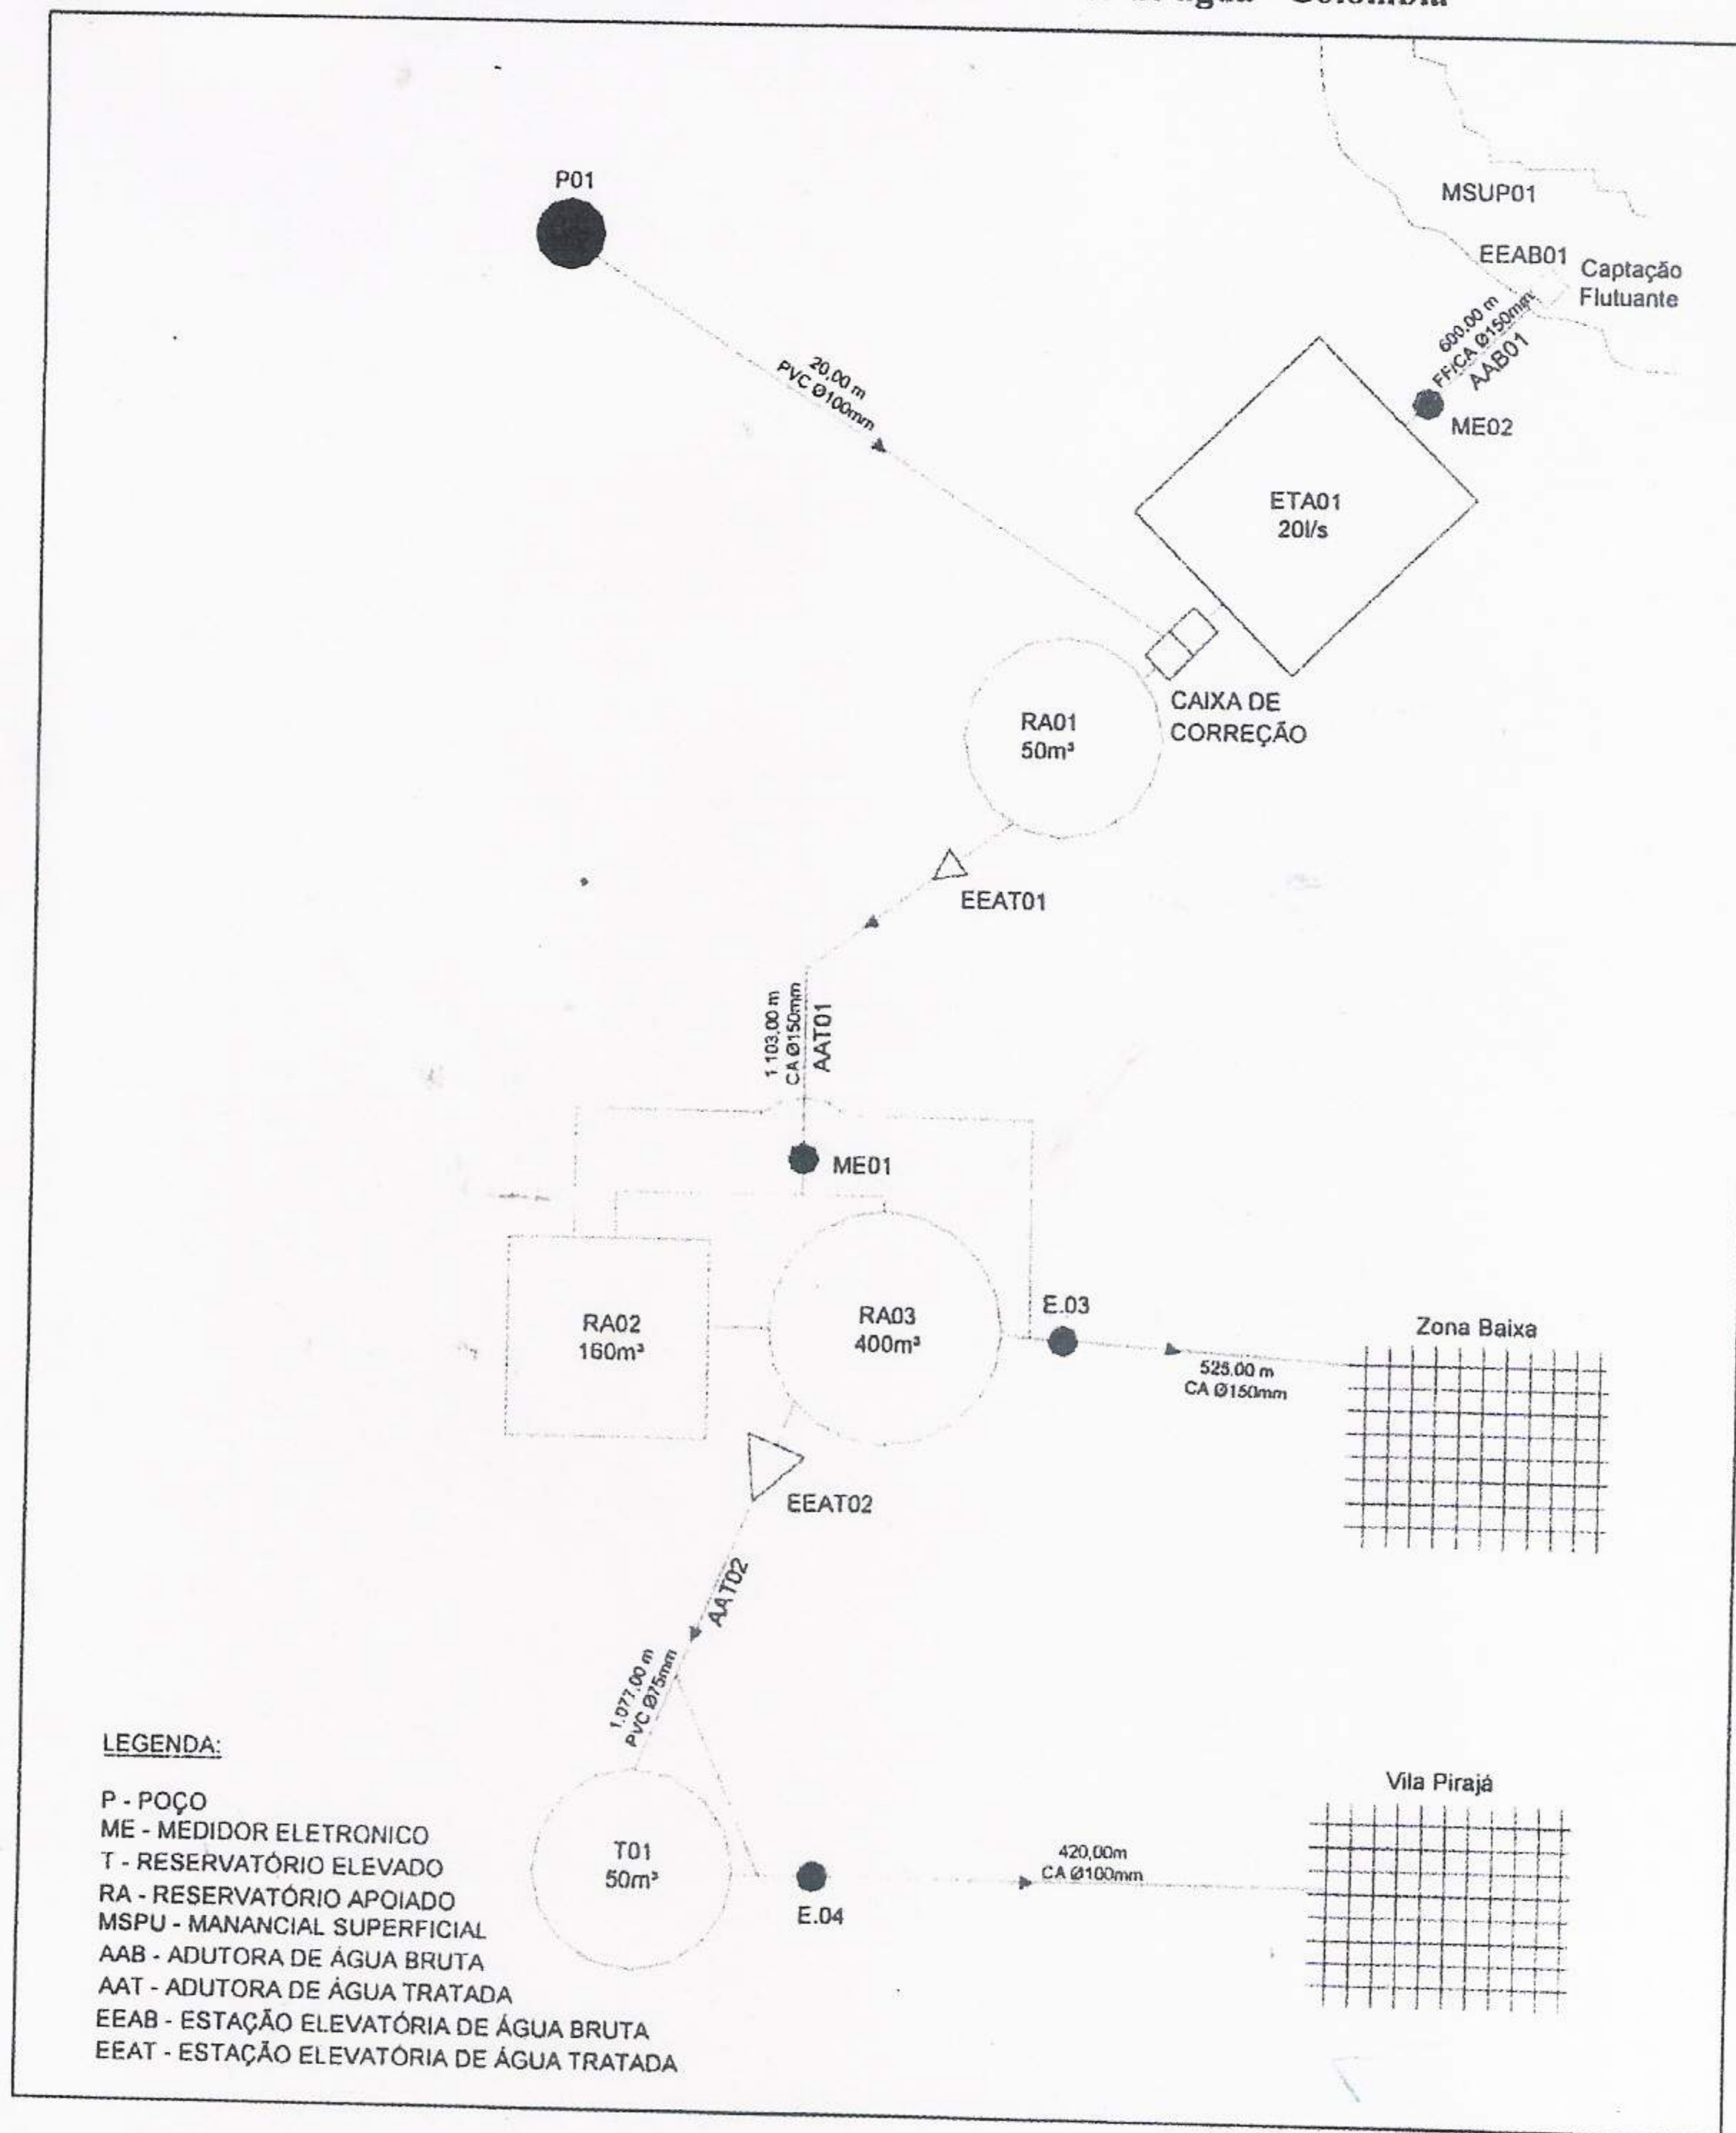 água - Colômbia
P01
MSUP01
EEAB01
Captação
Flutuante
600,00 m
FF/CA Ø150mm
AAB01
ME02
20,00 m
PVC Ø100mm
ETA01
20l/s
CAIXA DE
CORREÇÃO
RA01
50m³
EEAT01
1 103,00 m
CA Ø150mm
AAT01
ME01
RA02
160m³
RA03
400m³
E.03
Zona Baixa
525,00 m
CA Ø150mm
EEAT02
AAT02
1.077,00 m
PVC Ø75mm
T01
50m³
E.04
420,00m
CA Ø100mm
Vila Pirajá
LEGENDA:
P - POÇO
ME - MEDIDOR ELETRONICO
T - RESERVATÓRIO ELEVADO
RA - RESERVATÓRIO APOIADO
MSPU - MANANCIAL SUPERFICIAL
AAB - ADUTORA DE ÁGUA BRUTA
AAT - ADUTORA DE ÁGUA TRATADA
EEAB - ESTAÇÃO ELEVATÓRIA DE ÁGUA BRUTA
EEAT - ESTAÇÃO ELEVATÓRIA DE ÁGUA TRATADA